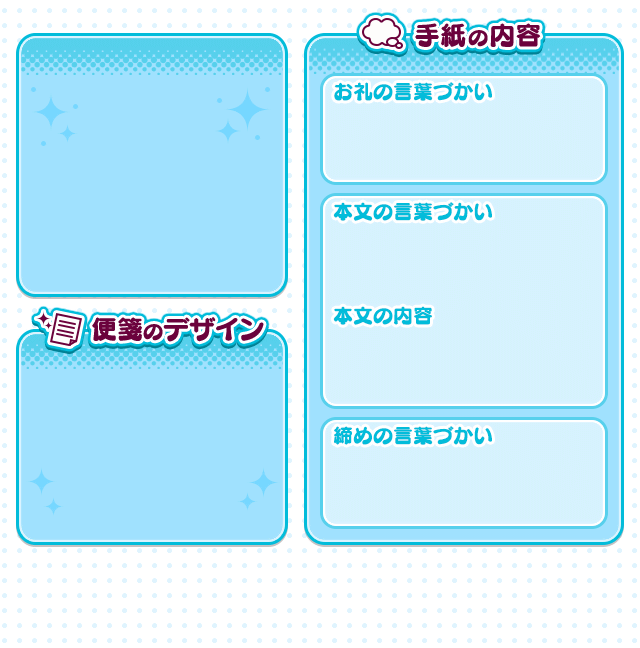 手紙の内容
お礼の言葉づかい
本文の言葉づかい
本文の内容
締めの言葉づかい
便箋のデザイン